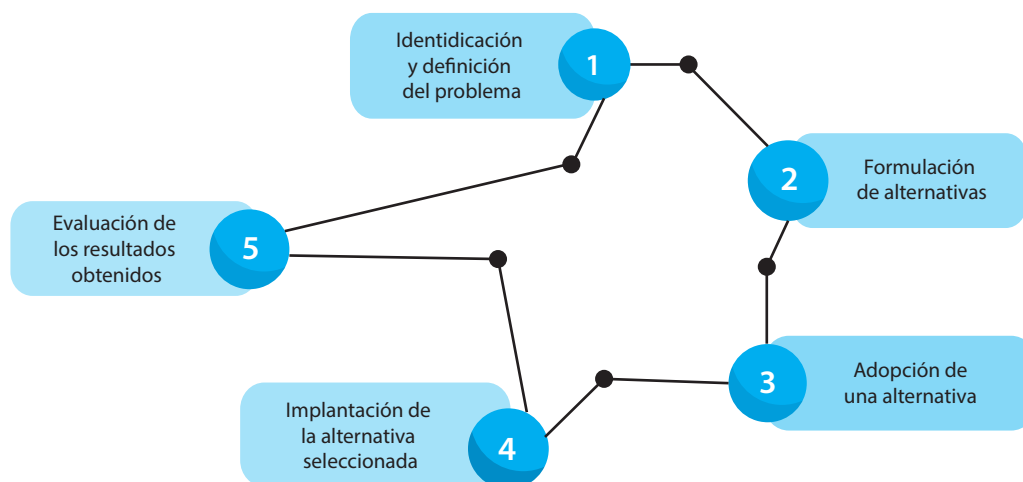 Identidicación
y definición
del problema
1
2
Formulación
de alternativas
3
Adopción de
una alternativa
4
Implantación de
la alternativa
seleccionada
5
Evaluación de
los resultados
obtenidos